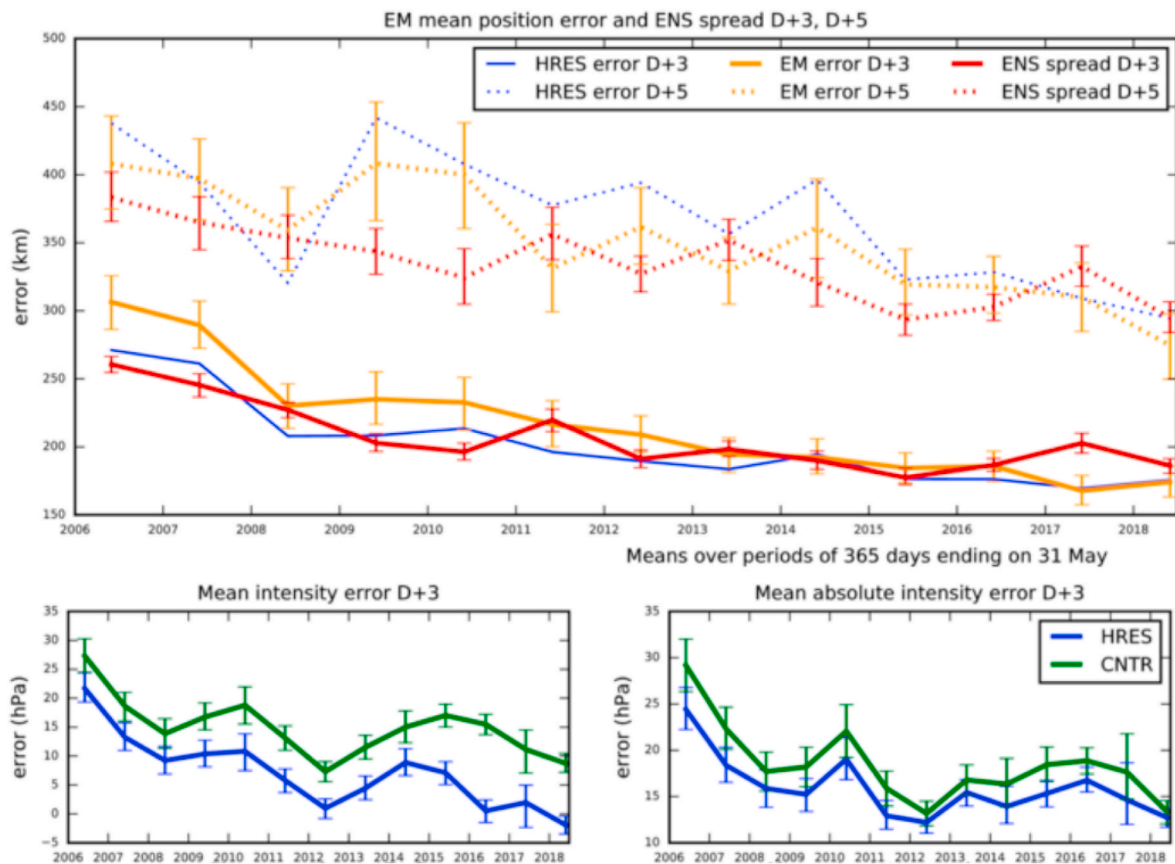 EM mean position error and ENS spread D+3, D+5
500
450
400
350
300
250
200
150
error (km)
HRES error D+3
EM error D+3
ENS spread D+3
HRES error D+5
EM error D+5
ENS spread D+5
2006 2007 2008 2009 2010 2011 2012 2013 2014 2015 2016 2017 2018
Means over periods of 365 days ending on 31 May
Mean intensity error D+3
35
30
25
20
15
10
5
0
−5
error (hPa)
2006 2007 2008 2009 2010 2011 2012 2013 2014 2015 2016 2017 2018
Mean absolute intensity error D+3
35
30
25
20
15
10
error (hPa)
HRES
CNTR
2006 2007 2008 2009 2010 2011 2012 2013 2014 2015 2016 2017 2018